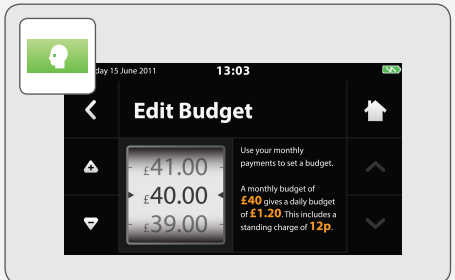 day 15 June 2011
13:03
Edit Budget
£41.00
£40.00
£39.00
Use your monthly
payments to set a budget.
A monthly budget of
£40 gives a daily budget
of £1.20. This includes a
standing charge of 12p.